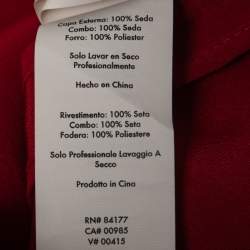 Capa Externa: 100% Seda
Combo: 100% Seda
Forro: 100% Poliester
Solo Lavar en Seco
Profesionalmente
Hecho en China
Rivestimento: 100% Seta
Combo: 100% Seta
Fodera: 100% Poliestere
Solo Professionale Lavaggio A
Secco
Prodotto in Cina
RN# 84177
CA# 00985
V# 00415